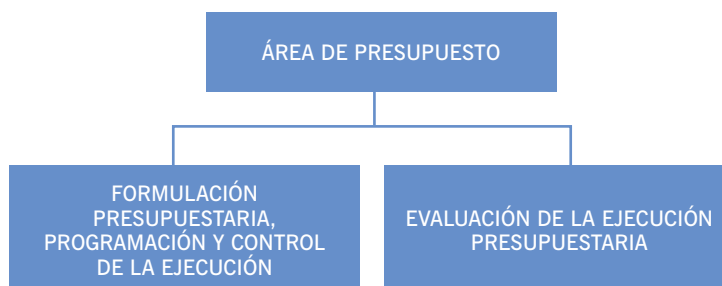 ÁREA DE PRESUPUESTO
FORMULACIÓN
PRESUPUESTARIA,
PROGRAMACIÓN Y CONTROL
DE LA EJECUCIÓN
EVALUACIÓN DE LA EJECUCIÓN
PRESUPUESTARIA